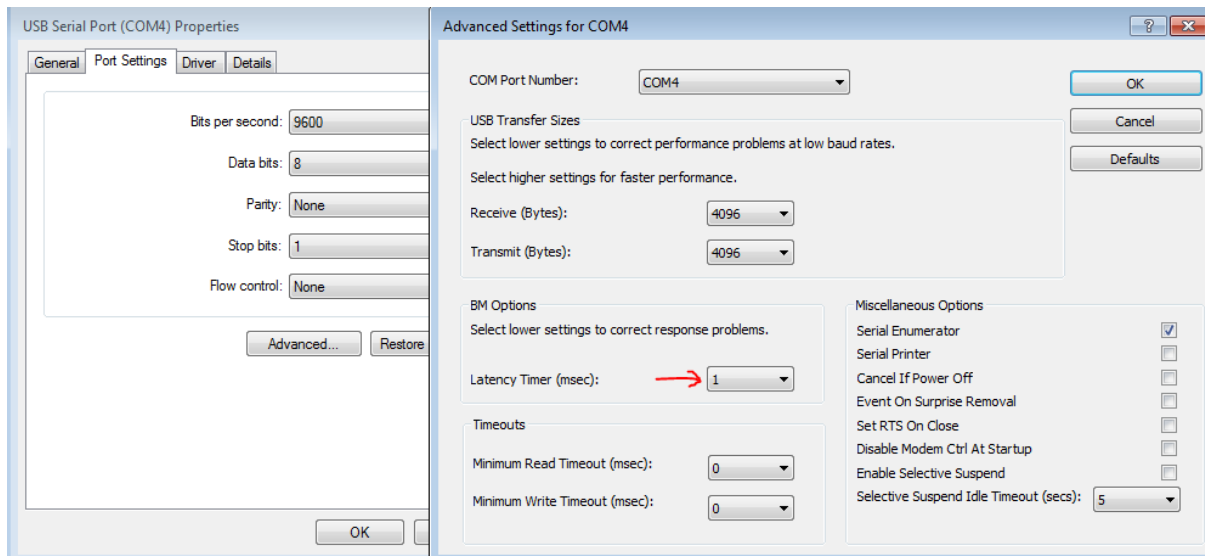 USB Serial Port (COM4) Properties
General Port Settings Driver Details
Bits per second: 9600
Data bits: 8
Parity: None
Stop bits: 1
Flow control: None
Advanced... Restore
OK
Advanced Settings for COM4
COM Port Number: COM4
OK
Cancel
Defaults
USB Transfer Sizes
Select lower settings to correct performance problems at low baud rates.
Select higher settings for faster performance.
Receive (Bytes): 4096
Transmit (Bytes): 4096
BM Options
Select lower settings to correct response problems.
Latency Timer (msec): 1
Timeouts
Minimum Read Timeout (msec): 0
Minimum Write Timeout (msec): 0
Miscellaneous Options
Serial Enumerator
Serial Printer
Cancel If Power Off
Event On Surprise Removal
Set RTS On Close
Disable Modem Ctrl At Startup
Enable Selective Suspend
Selective Suspend Idle Timeout (secs): 5